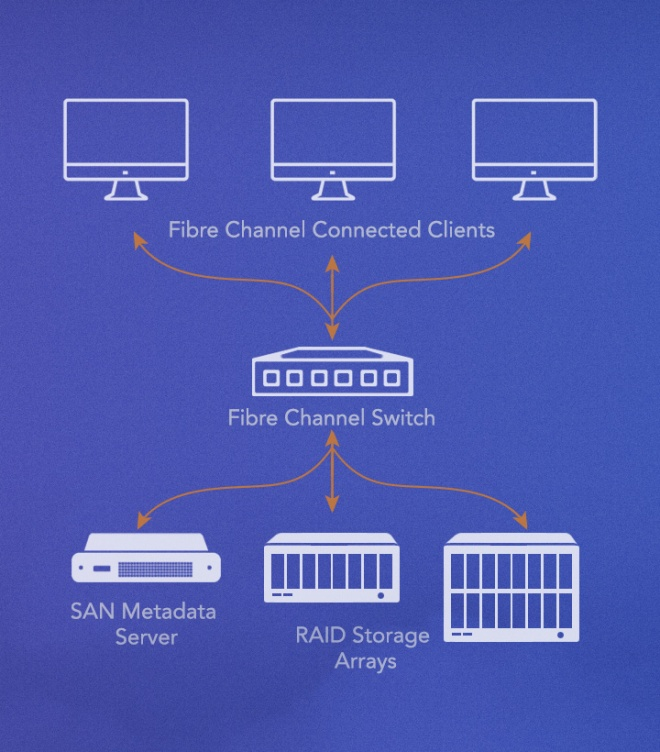 Fibre Channel Connected Clients
Fibre Channel Switch
SAN Metadata
Server
RAID Storage
Arrays